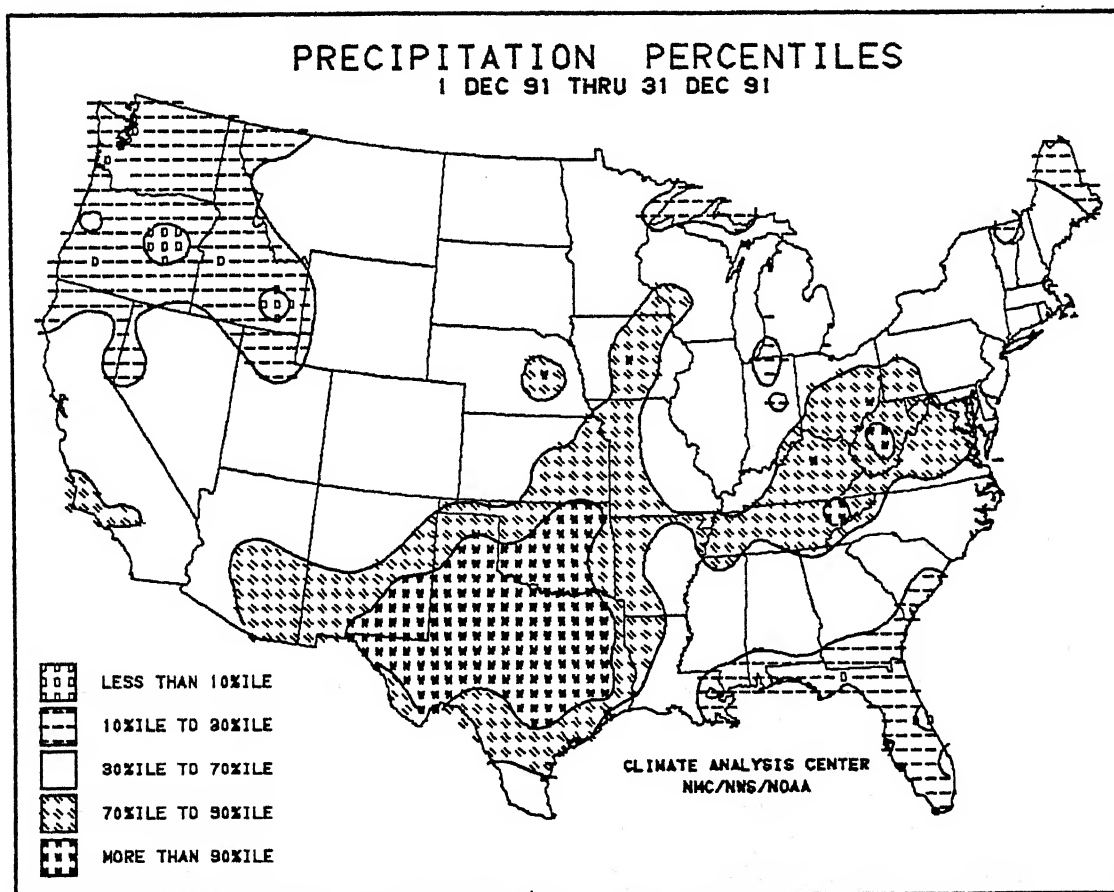 PRECIPITATION PERCENTILES
1 DEC 91 THRU 31 DEC 91
LESS THAN 10%ILE
10%ILE TO 30%ILE
30%ILE TO 70%ILE
70%ILE TO 90%ILE
MORE THAN 90%ILE
CLIMATE ANALYSIS CENTER
NMC/NWS/NOAA